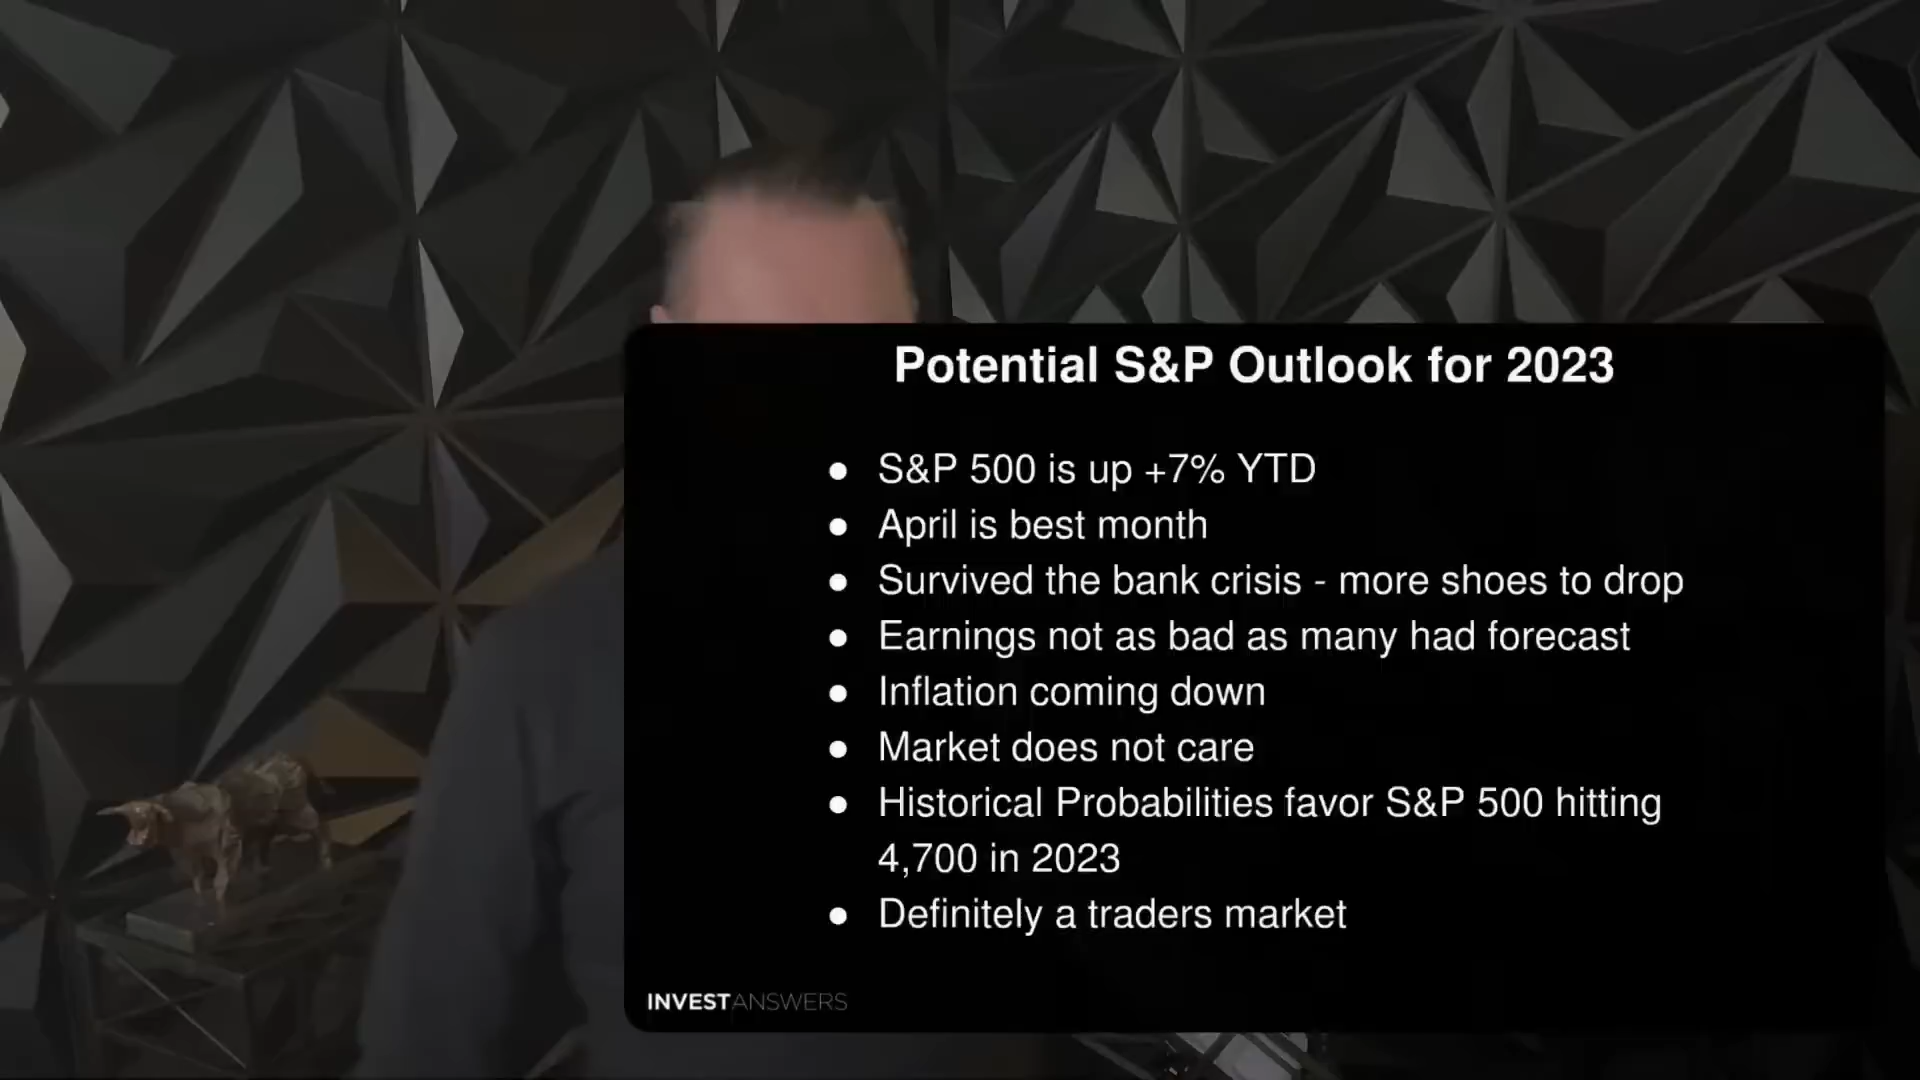 Potential S&P Outlook for 2023
● S&P 500 is up +7% YTD
● April is best month
● Survived the bank crisis - more shoes to drop
● Earnings not as bad as many had forecast
● Inflation coming down
● Market does not care
● Historical Probabilities favor S&P 500 hitting
4,700 in 2023
● Definitely a traders market
INVESTANSWERS